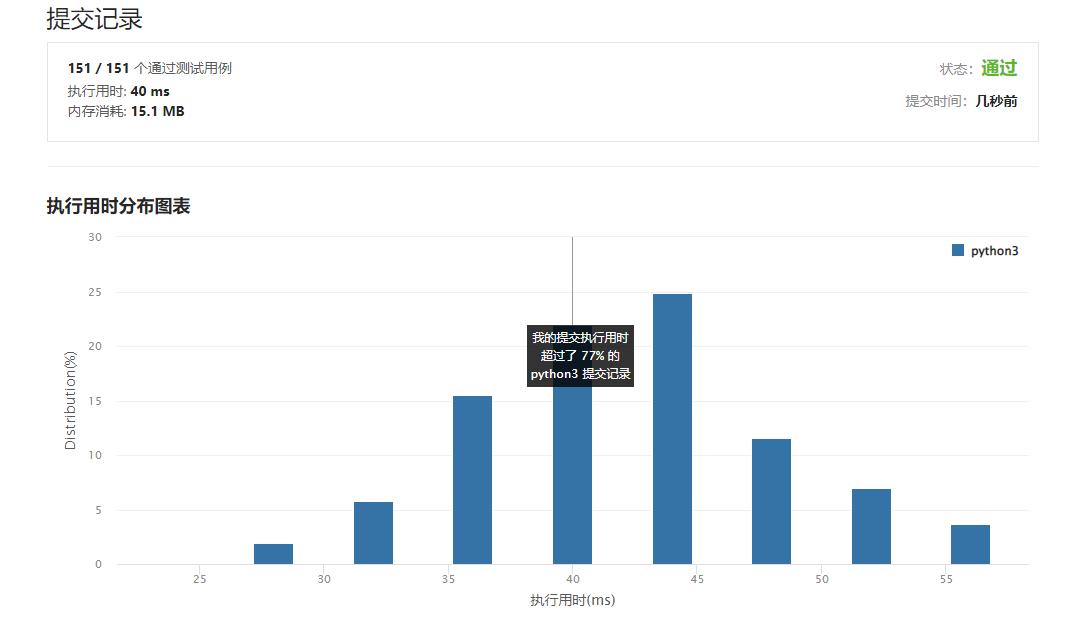 提交记录
151 / 151 个通过测试用例
状态：通过
执行用时: 40 ms
内存消耗: 15.1 MB
提交时间：几秒前
执行用时分布图表
30
python3
25
我的提交执行用时
超过了 77% 的
python3 提交记录
20
15
10
5
0
Distribution(%)
25 30 35 40 45 50 55
执行用时(ms)